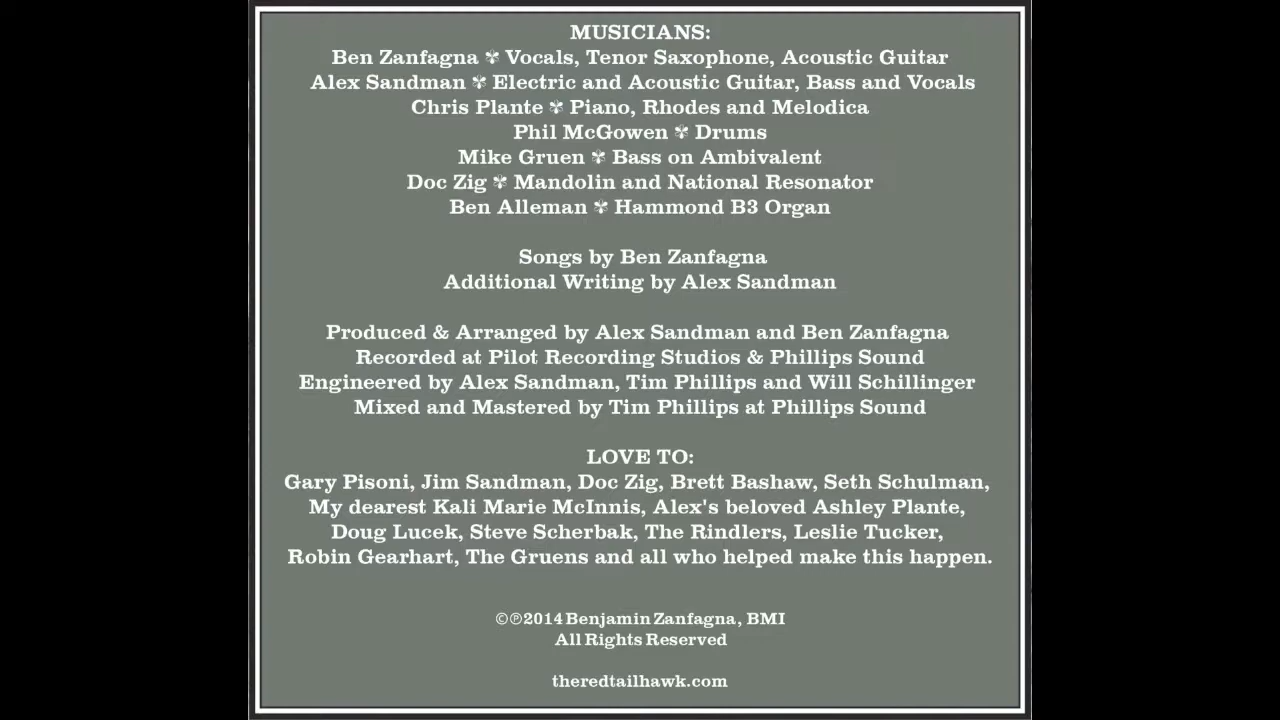 MUSICIANS:
Ben Zanfagna ✾ Vocals, Tenor Saxophone, Acoustic Guitar
Alex Sandman ✾ Electric and Acoustic Guitar, Bass and Vocals
Chris Plante ✾ Piano, Rhodes and Melodica
Phil McGowen ✾ Drums
Mike Gruen ✾ Bass on Ambivalent
Doc Zig ✾ Mandolin and National Resonator
Ben Alleman ✾ Hammond B3 Organ
Songs by Ben Zanfagna
Additional Writing by Alex Sandman
Produced & Arranged by Alex Sandman and Ben Zanfagna
Recorded at Pilot Recording Studios & Phillips Sound
Engineered by Alex Sandman, Tim Phillips and Will Schillinger
Mixed and Mastered by Tim Phillips at Phillips Sound
LOVE TO:
Gary Pisoni, Jim Sandman, Doc Zig, Brett Bashaw, Seth Schulman,
My dearest Kali Marie McInnis, Alex's beloved Ashley Plante,
Doug Lucek, Steve Scherbak, The Rindlers, Leslie Tucker,
Robin Gearhart, The Gruens and all who helped make this happen.
©℗2014 Benjamin Zanfagna, BMI
All Rights Reserved
theredtailhawk.com